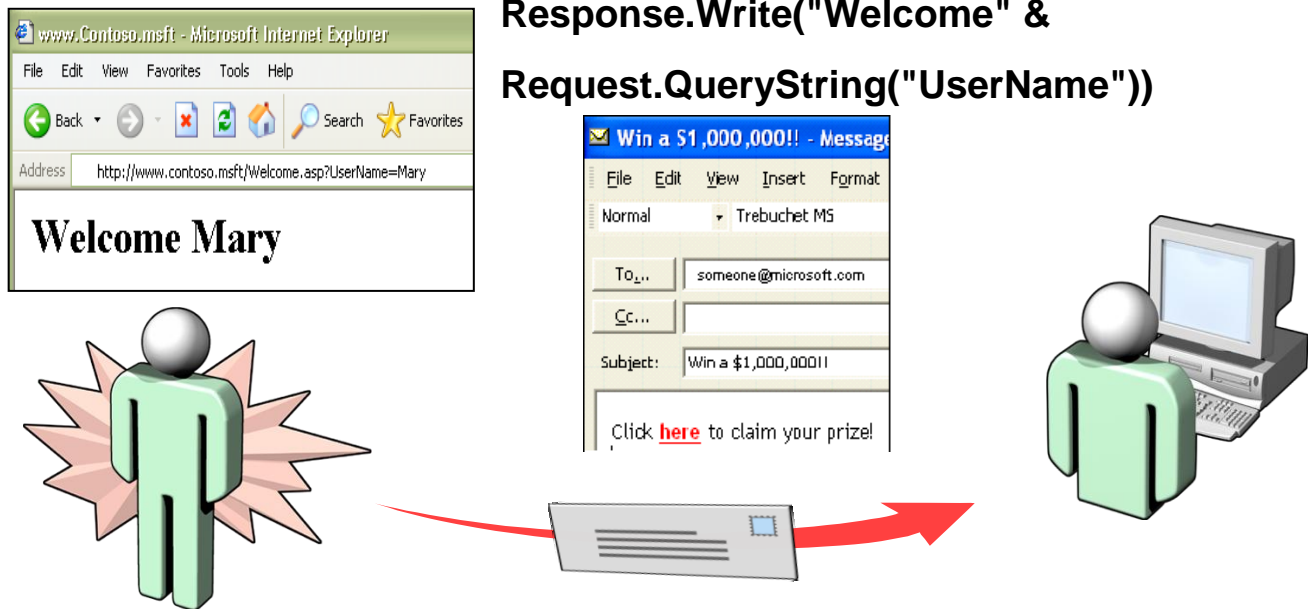 Response.Write("Welcome" &
Request.QueryString("UserName"))
www.Contoso.msft - Microsoft Internet Explorer
File Edit View Favorites Tools Help
Back Search Favorites
Address http://www.contoso.msft/Welcome.asp?UserName=Mary
Welcome Mary
Win a $1,000,000!! - Message
File Edit View Insert Format
Normal Trebuchet MS
To... someone@microsoft.com
Cc...
Subject: Win a $1,000,000!!
Click here to claim your prize!